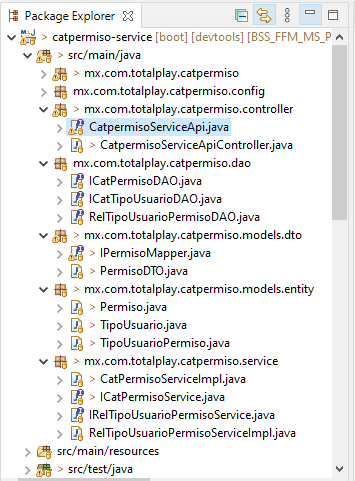 Package Explorer
> catpermiso-service [boot] [devtools] [BSS_FFM_MS_P
> src/main/java
> mx.com.totalplay.catpermiso
mx.com.totalplay.catpermiso.config
> mx.com.totalplay.catpermiso.controller
CatpermisoServiceApi.java
> CatpermisoServiceApiController.java
mx.com.totalplay.catpermiso.dao
ICatPermisoDAO.java
ICatTipoUsuarioDAO.java
RelTipoUsuarioPermisoDAO.java
> mx.com.totalplay.catpermiso.models.dto
> IPermisoMapper.java
> PermisoDTO.java
> mx.com.totalplay.catpermiso.models.entity
> Permiso.java
> TipoUsuario.java
> TipoUsuarioPermiso.java
> mx.com.totalplay.catpermiso.service
> CatPermisoServiceImpl.java
> ICatPermisoService.java
IRelTipoUsuarioPermisoService.java
RelTipoUsuarioPermisoServiceImpl.java
src/main/resources
> src/test/java